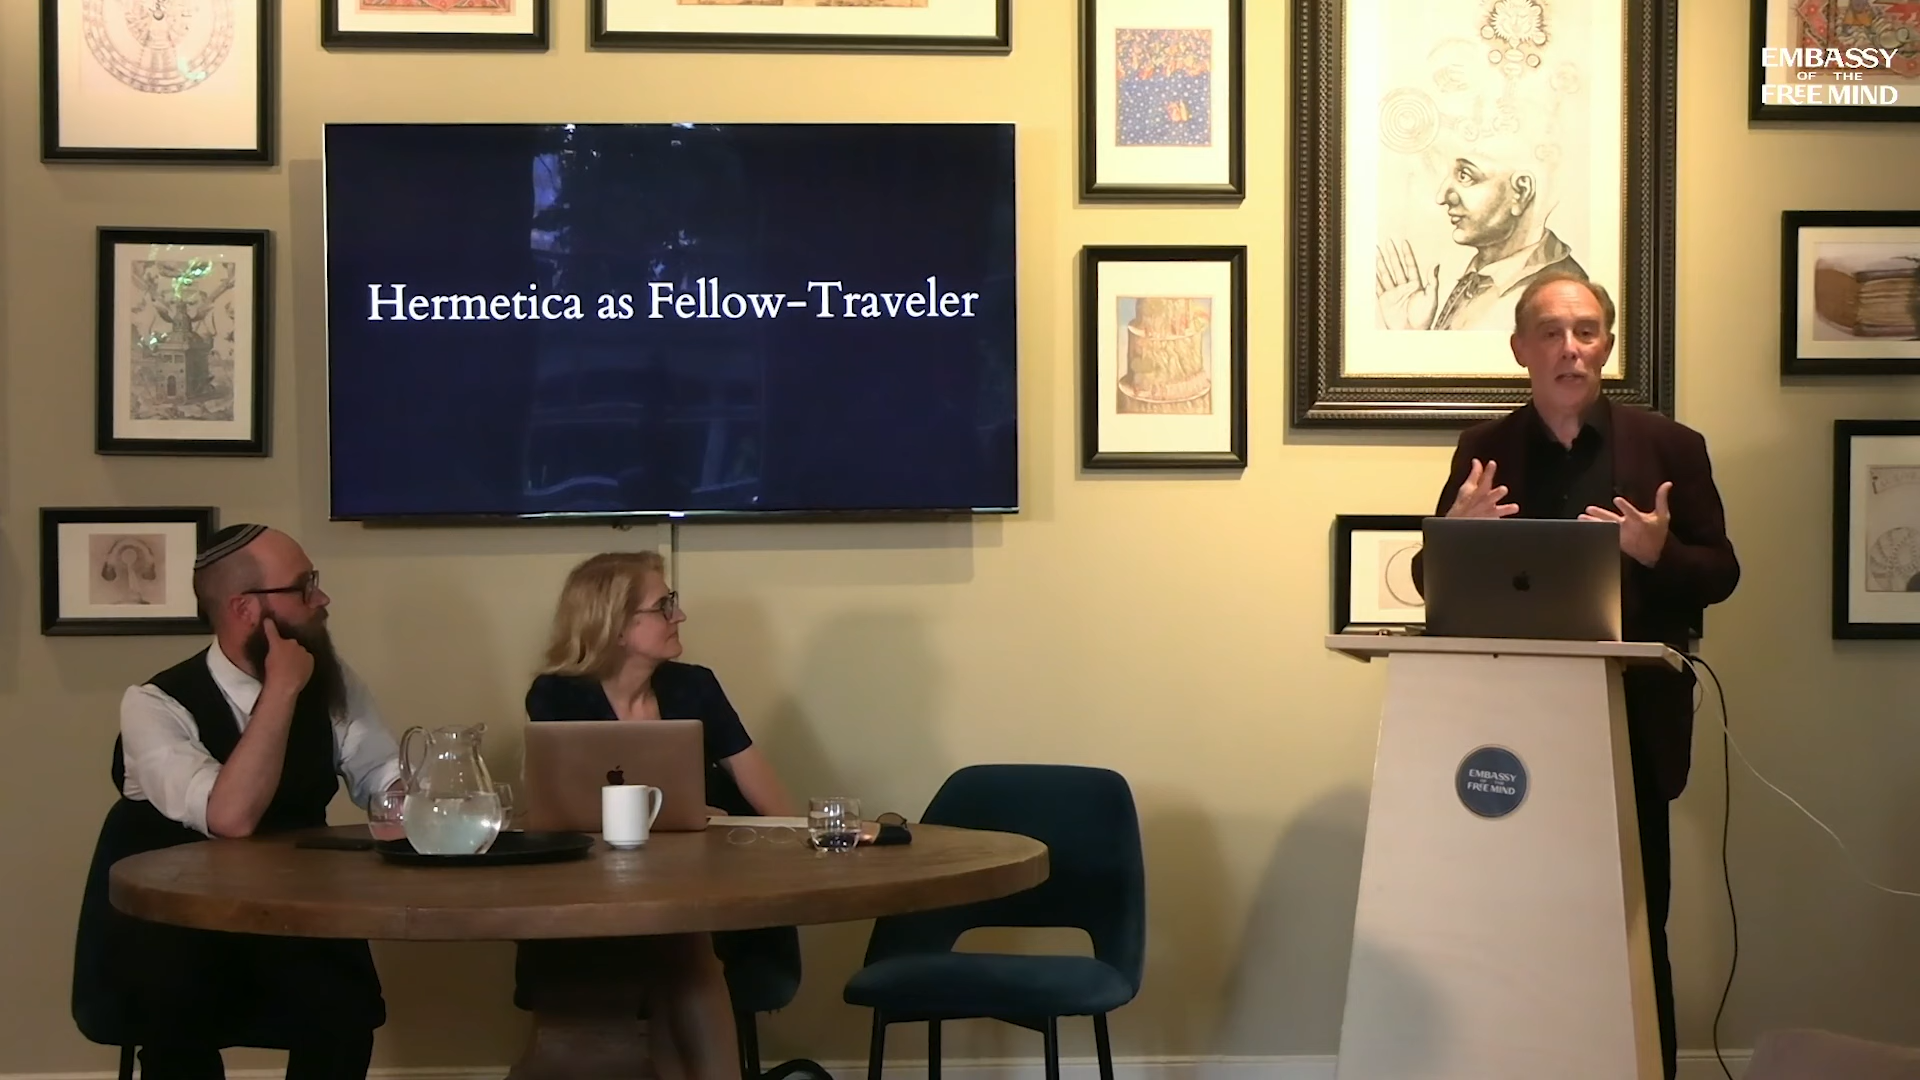 Hermetica as Fellow-Traveler
EMBASSY
OF THE
FREE MIND
EMBASSY
OF THE
FREE MIND